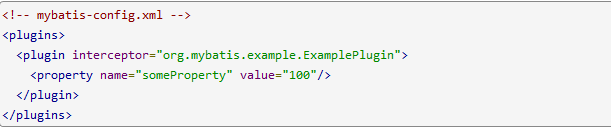 <!-- mybatis-config.xml -->
<plugins>
  <plugin interceptor="org.mybatis.example.ExamplePlugin">
    <property name="someProperty" value="100"/>
  </plugin>
</plugins>